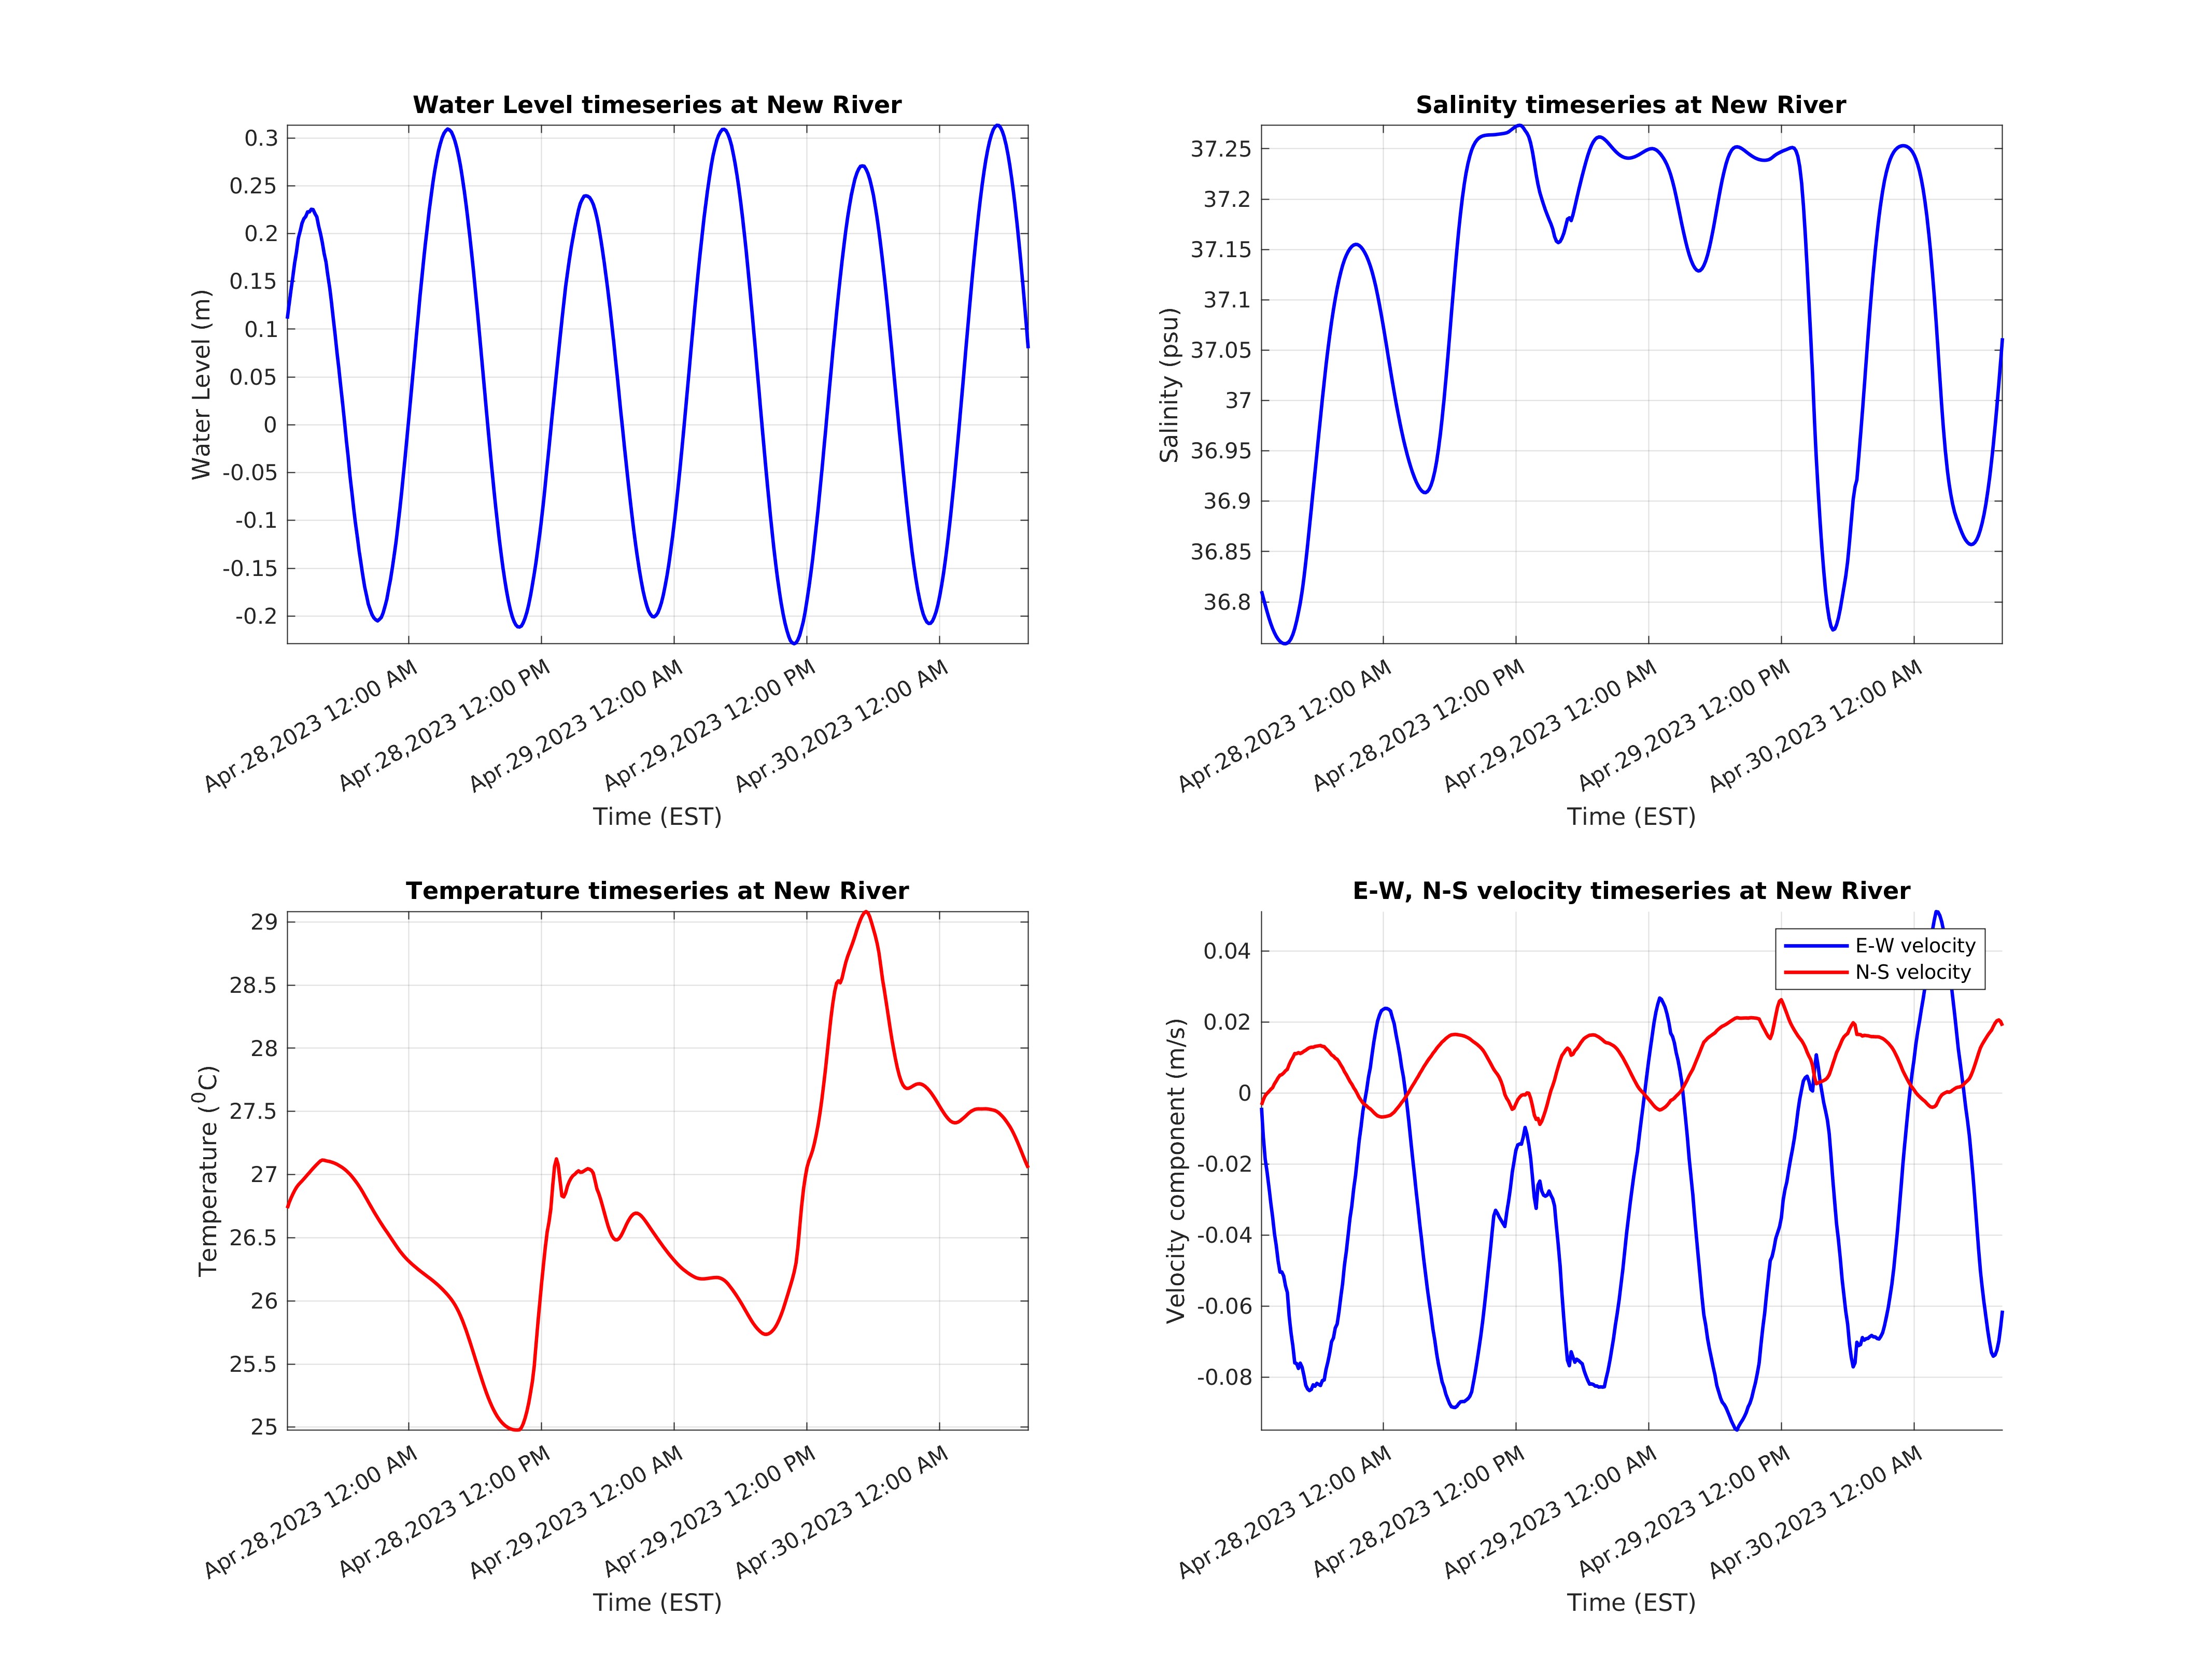 Water Level timeseries at New River
Water Level (m)
0.3
0.25
0.2
0.15
0.1
0.05
0
-0.05
-0.1
-0.15
-0.2
Apr.28,2023 12:00 AM
Apr.28,2023 12:00 PM
Apr.29,2023 12:00 AM
Apr.29,2023 12:00 PM
Apr.30,2023 12:00 AM
Time (EST)
Salinity timeseries at New River
Salinity (psu)
37.25
37.2
37.15
37.1
37.05
37
36.95
36.9
36.85
36.8
Apr.28,2023 12:00 AM
Apr.28,2023 12:00 PM
Apr.29,2023 12:00 AM
Apr.29,2023 12:00 PM
Apr.30,2023 12:00 AM
Time (EST)
Temperature timeseries at New River
Temperature (⁰C)
29
28.5
28
27.5
27
26.5
26
25.5
25
Apr.28,2023 12:00 AM
Apr.28,2023 12:00 PM
Apr.29,2023 12:00 AM
Apr.29,2023 12:00 PM
Apr.30,2023 12:00 AM
Time (EST)
E-W, N-S velocity timeseries at New River
Velocity component (m/s)
0.04
0.02
0
-0.02
-0.04
-0.06
-0.08
E-W velocity
N-S velocity
Apr.28,2023 12:00 AM
Apr.28,2023 12:00 PM
Apr.29,2023 12:00 AM
Apr.29,2023 12:00 PM
Apr.30,2023 12:00 AM
Time (EST)